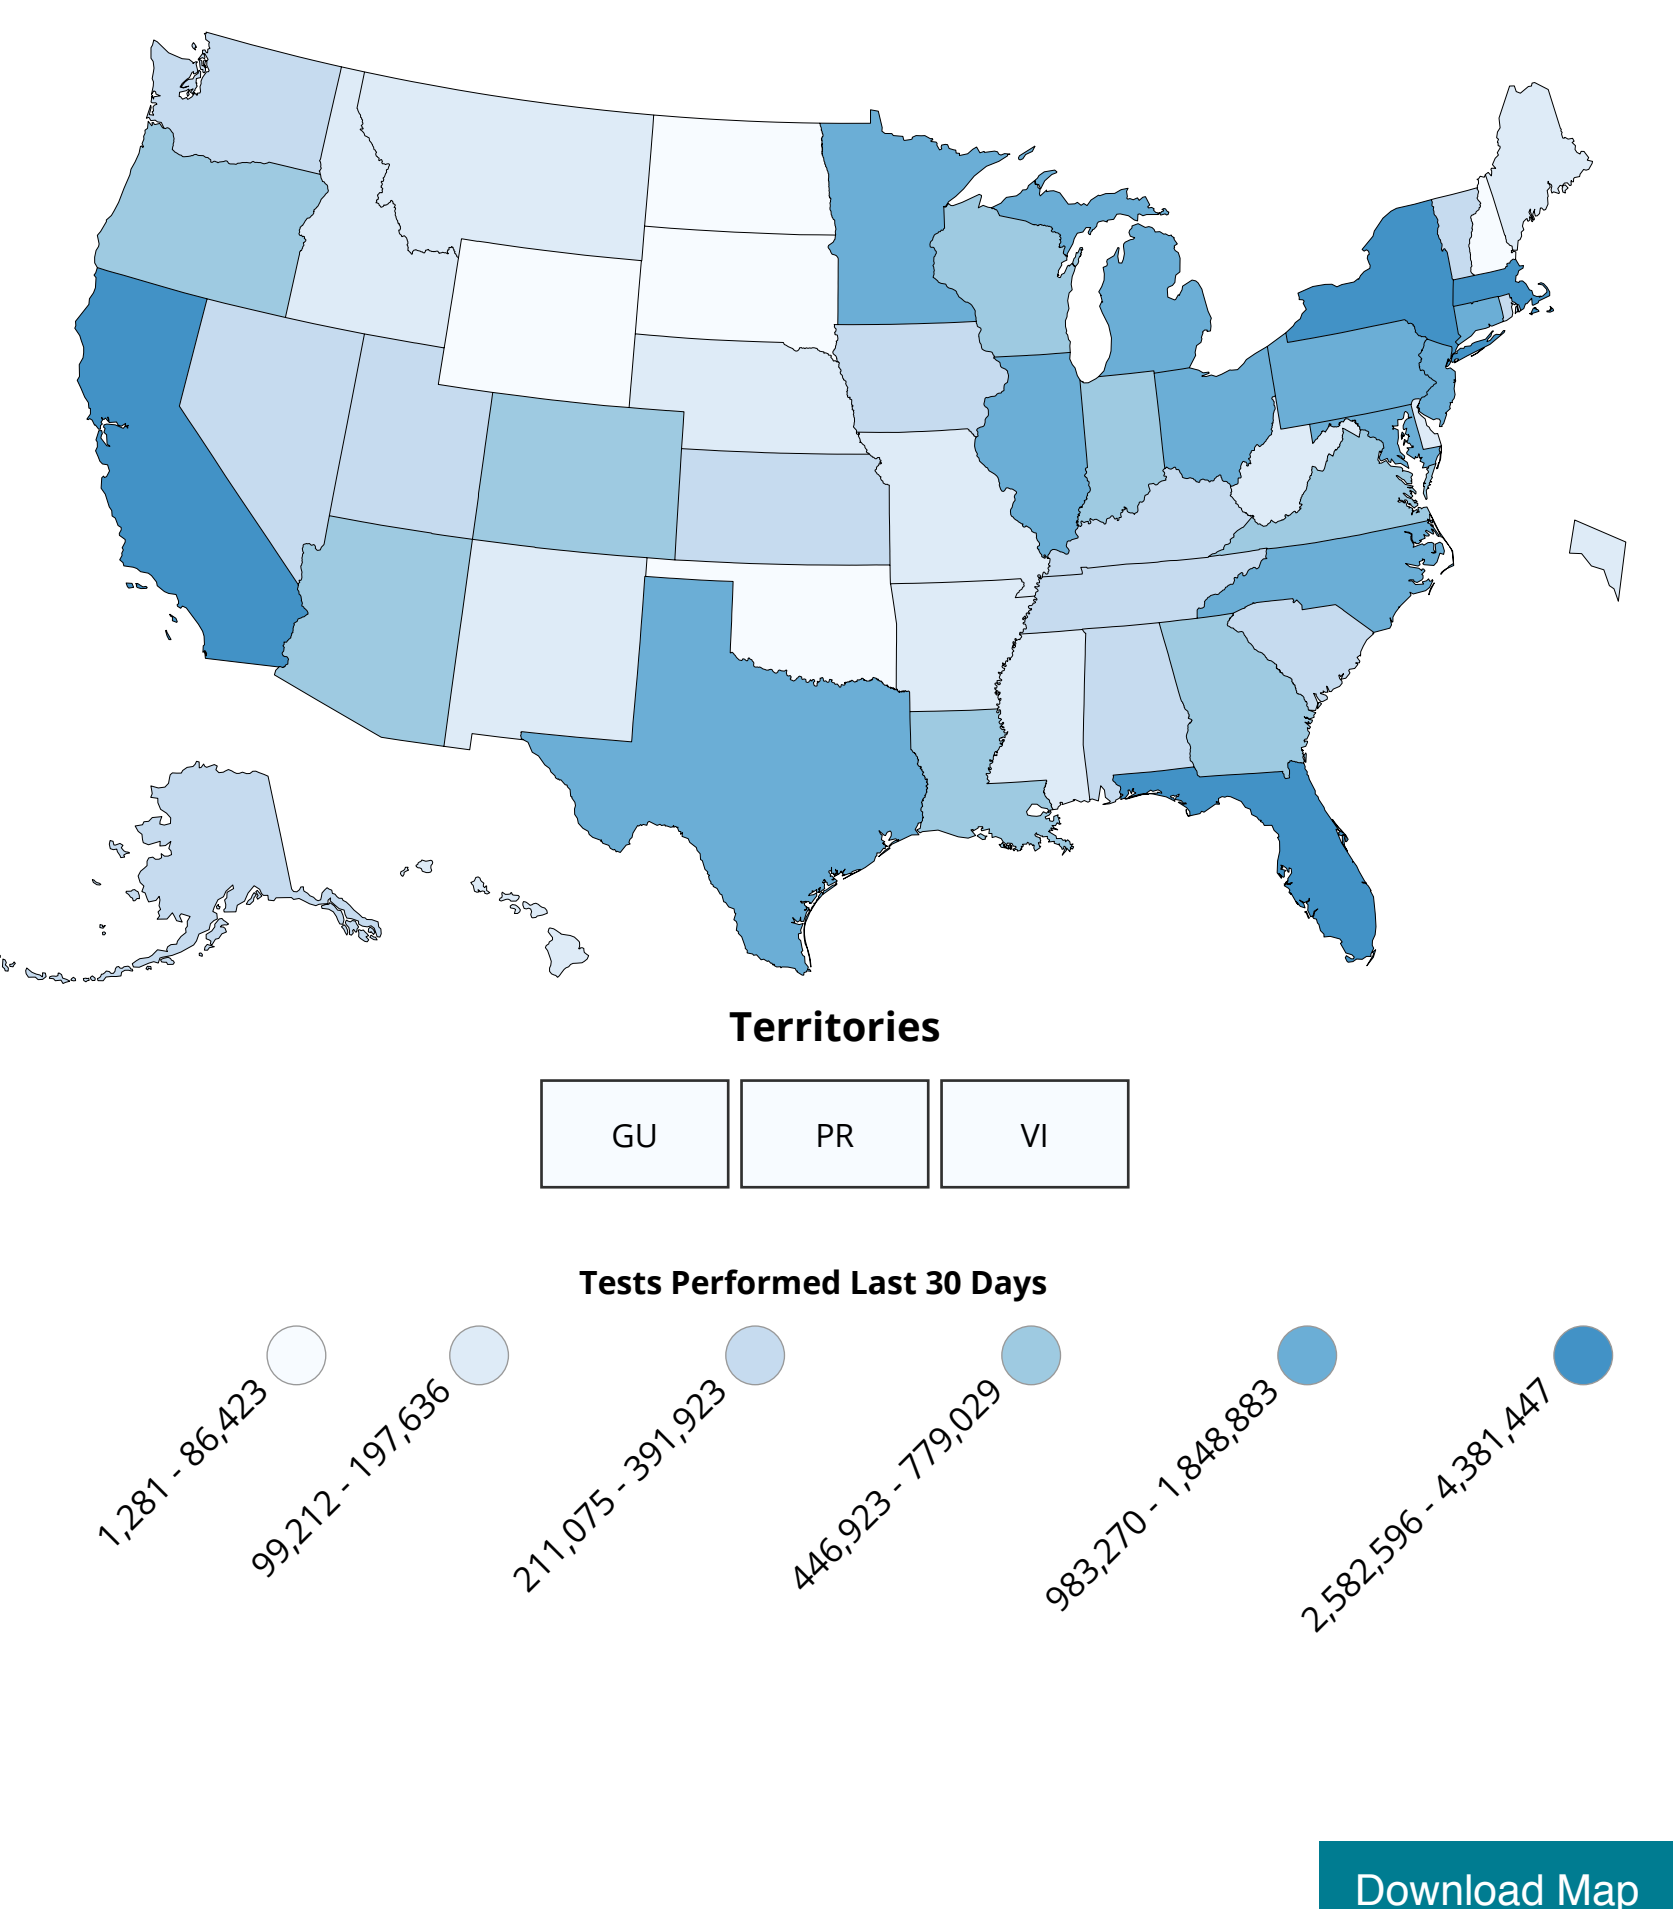 Territories
GU
PR
VI
Tests Performed Last 30 Days
1,281 - 86,423
99,212 - 197,636
211,075 - 391,923
446,923 - 779,029
983,270 - 1,848,883
2,582,596 - 4,381,447
Download Map